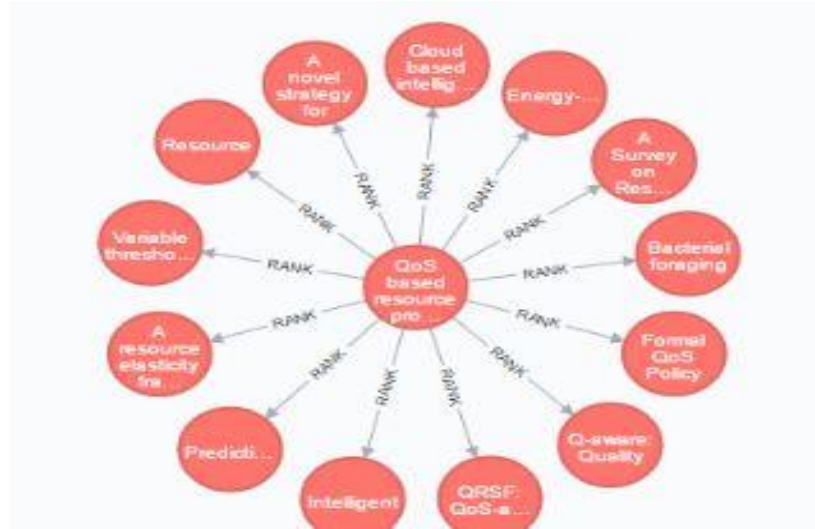 Cloud
based
intellig ...
A
novel
strategy
for
Energy-...
A
Survey
on
Res...
Resource
RANK
RANK
RANK
RANK
RANK
RANK
Variable
thresho...
RANK
QoS
based
resource
pro ...
RANK
Bacterial
foraging
A
resource
elasticity
fra...
RANK
RANK
Formal
QoS
Policy
RANK
RANK
RANK
RANK
Predicti...
Q-aware:
Quality
Intelligent
QRSF:
QoS-a...